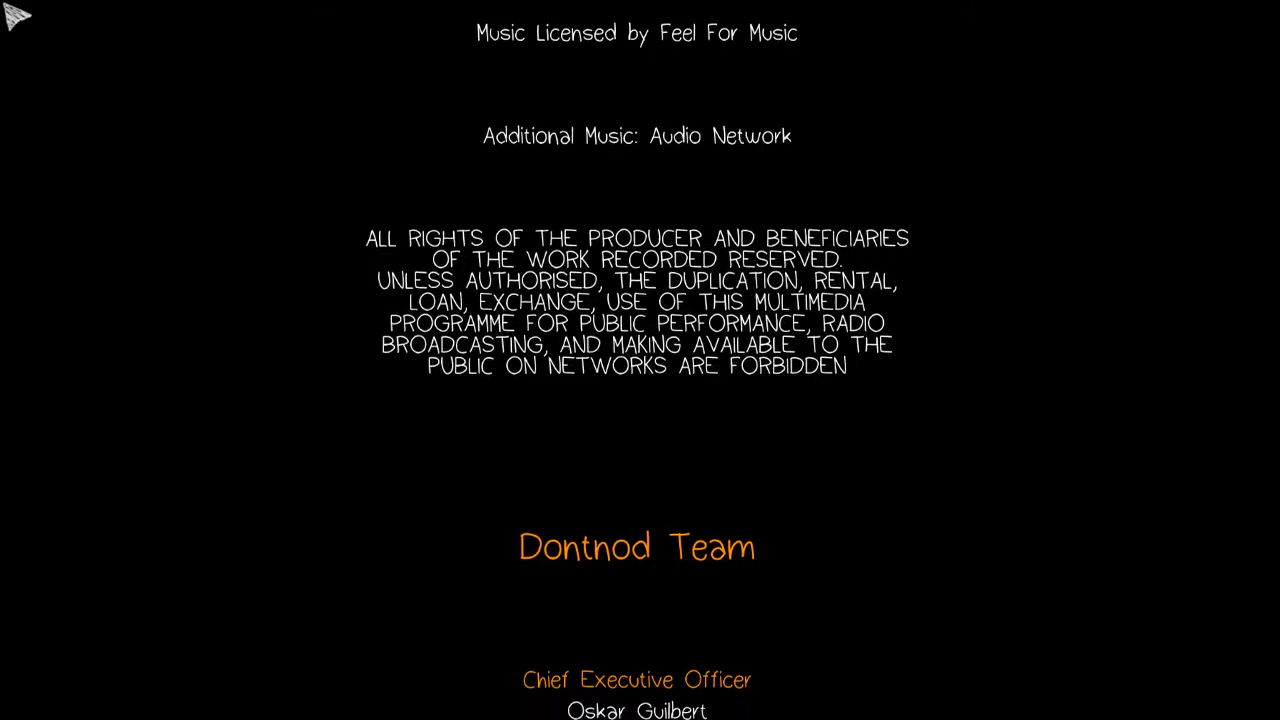 Music Licensed by Feel For Music
Additional Music: Audio Network
ALL RIGHTS OF THE PRODUCER AND BENEFICIARIES
OF THE WORK RECORDED RESERVED.
UNLESS AUTHORISED, THE DUPLICATION, RENTAL,
LOAN, EXCHANGE, USE OF THIS MULTIMEDIA
PROGRAMME FOR PUBLIC PERFORMANCE, RADIO
BROADCASTING, AND MAKING AVAILABLE TO THE
PUBLIC ON NETWORKS ARE FORBIDDEN
Dontnod Team
Chief Executive Officer
Oskar Guilbert